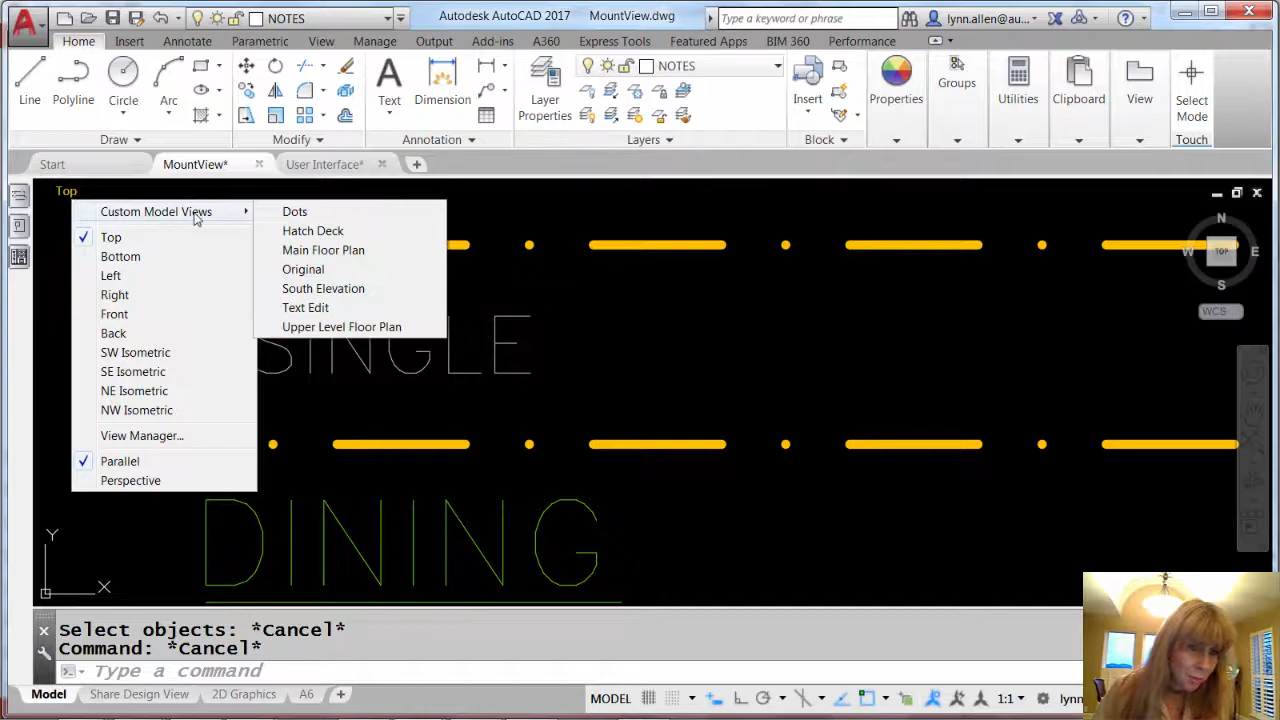 NOTES
Autodesk AutoCAD 2017 MountView.dwg
Type a keyword or phrase
lynn.allen@au...
Home Insert Annotate Parametric View Manage Output Add-ins A360 Express Tools Featured Apps BIM 360 Performance
Line Polyline Circle Arc
Text Dimension
Layer Properties
NOTES
Insert
Properties
Groups
Utilities
Clipboard
View
Select Mode
Draw Modify Annotation Layers Block Touch
Start MountView* User Interface*
Top
Custom Model Views
Top
Bottom
Left
Right
Front
Back
SW Isometric
SE Isometric
NE Isometric
NW Isometric
View Manager...
Parallel
Perspective
Dots
Hatch Deck
Main Floor Plan
Original
South Elevation
Text Edit
Upper Level Floor Plan
N
W TOP E
S
WCS
SINGLE
DINING
Y
X
Select objects: *Cancel*
Command: *Cancel*
Type a command
Model Share Design View 2D Graphics A6
MODEL 1:1 lynn